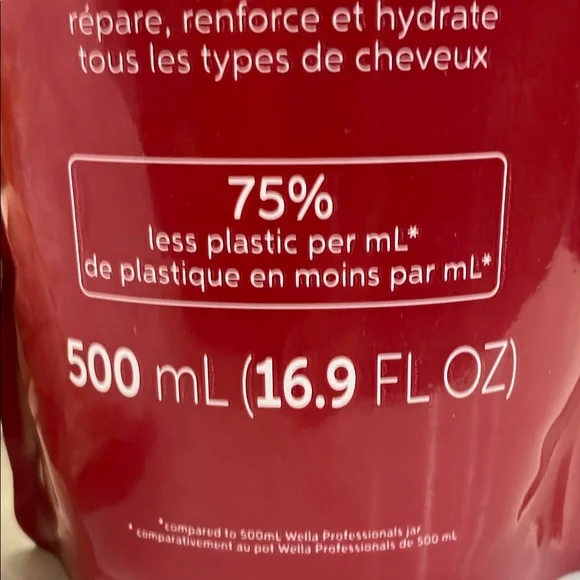 répare, renforce et hydrate
tous les types de cheveux
75%
less plastic per mL*
de plastique en moins par mL*
500 mL (16.9 FL OZ)
*compared to 500mL Wella Professionals jar
* comparativement au pot Wella Professionals de 500 mL